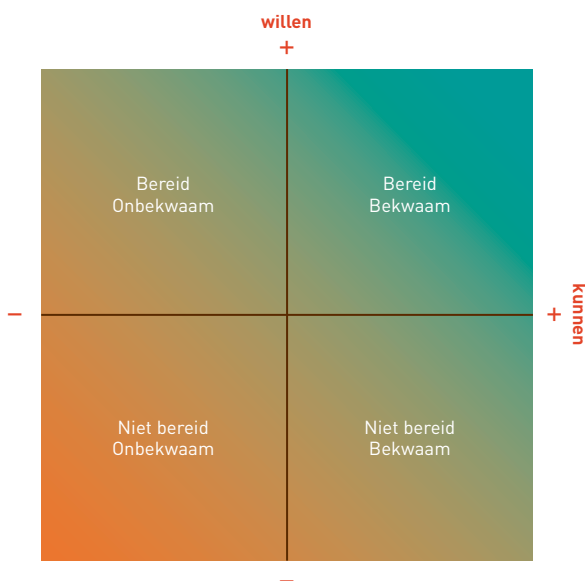 willen
+
Bereid
Onbekwaam
Bereid
Bekwaam
–
+
kunnen
Niet bereid
Onbekwaam
Niet bereid
Bekwaam
–